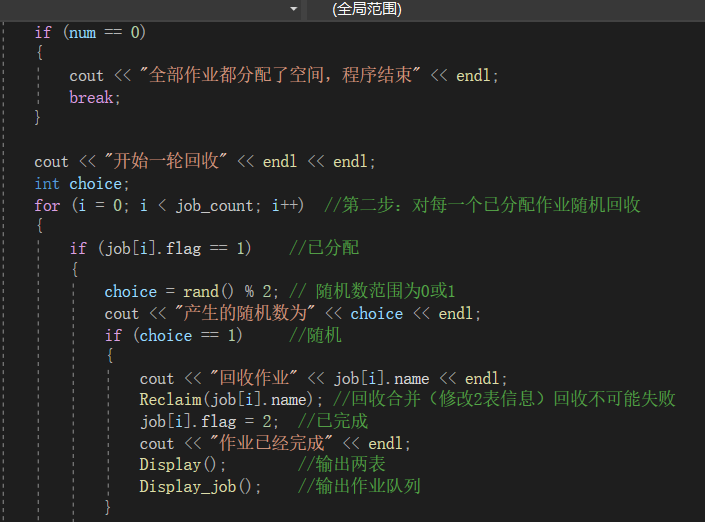 (全局范围)
if (num == 0)
{
cout << "全部作业都分配了空间，程序结束" << endl;
break;
}
cout << "开始一轮回收" << endl << endl;
int choice;
for (i = 0; i < job_count; i++)  //第二步：对每一个已分配作业随机回收
{
if (job[i].flag == 1)    //已分配
{
choice = rand() % 2; // 随机数范围为0或1
cout << "产生的随机数为" << choice << endl;
if (choice == 1)     //随机
{
cout << "回收作业" << job[i].name << endl;
Reclaim(job[i].name); //回收合并（修改2表信息）回收不可能失败
job[i].flag = 2;  //已完成
cout << "作业已经完成" << endl;
Display();        //输出两表
Display_job();    //输出作业队列
}